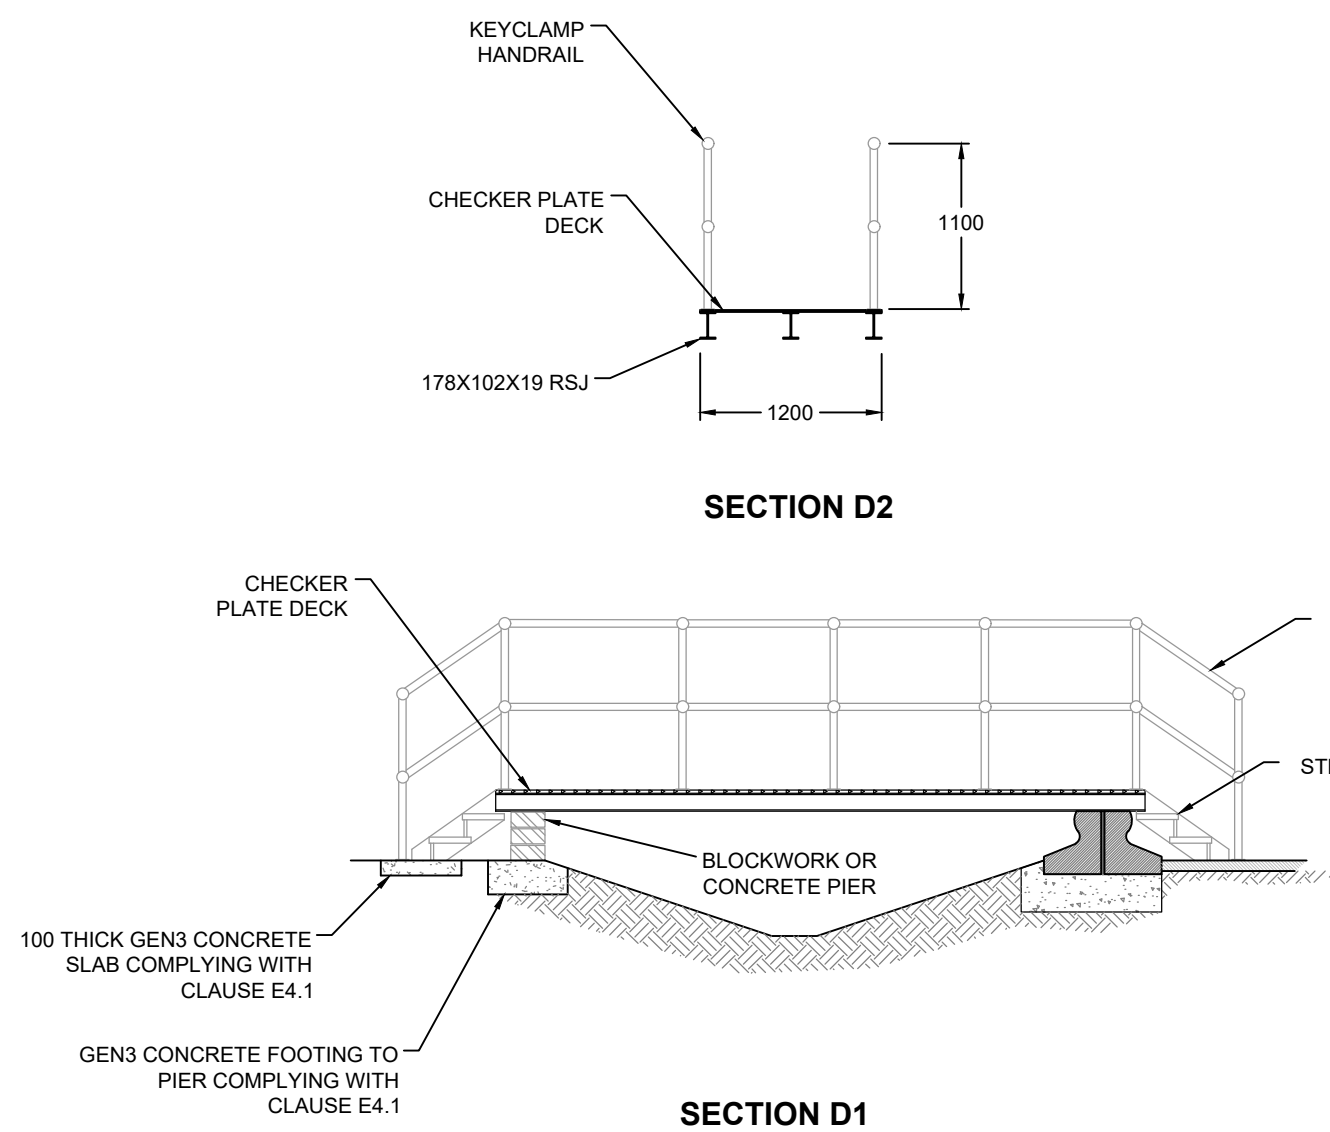 KEYCLAMP
HANDRAIL
CHECKER PLATE
DECK
1100
178X102X19 RSJ
1200
SECTION D2
CHECKER
PLATE DECK
BLOCKWORK OR
CONCRETE PIER
100 THICK GEN3 CONCRETE
SLAB COMPLYING WITH
CLAUSE E4.1
GEN3 CONCRETE FOOTING TO
PIER COMPLYING WITH
CLAUSE E4.1
SECTION D1